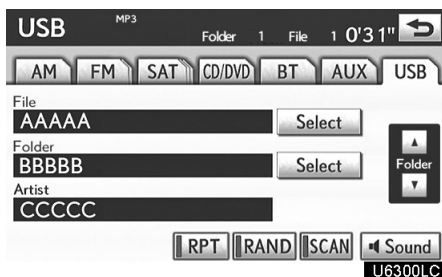 USB MP3 Folder 1 File 1 0'31"
AM FM SAT CD/DVD BT AUX USB
File
AAAAA Select
Folder
BBBBB Select
Folder
Artist
CCCCC
RPT RAND SCAN Sound
U6300LC